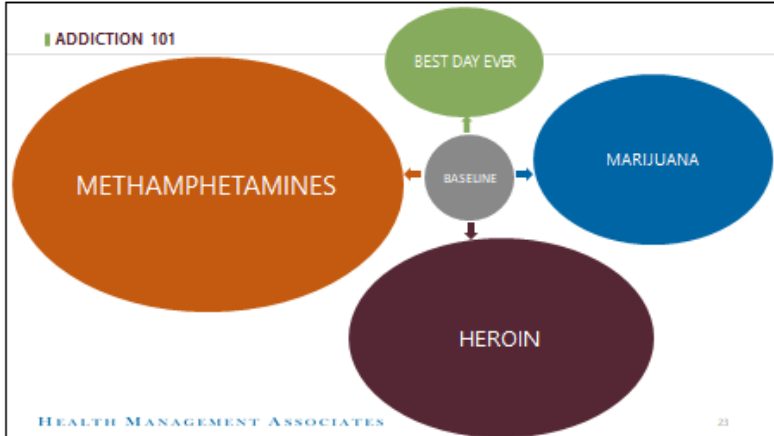 ADDICTION 101
BEST DAY EVER
METHAMPHETAMINES
BASELINE
MARIJUANA
HEROIN
HEALTH MANAGEMENT ASSOCIATES
23